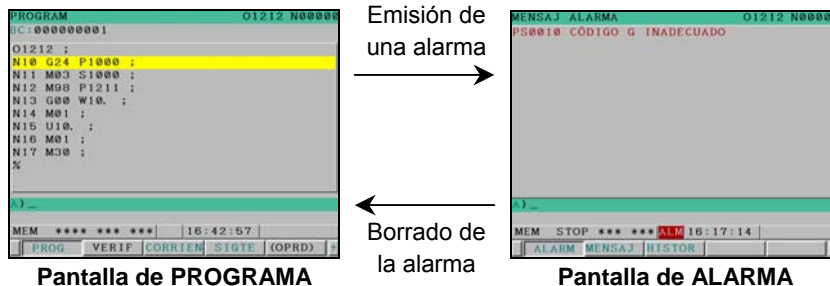 PROGRAM O1212 N00000
BC:000000001
O1212 ;
N10 G24 P1000 ;
N11 M03 S1000 ;
N12 M98 P1211 ;
N13 G00 W10. ;
N14 M01 ;
N15 U10. ;
N16 M01 ;
N17 M30 ;
%
A)_
MEM **** *** *** 16:42:57
PROG VERIF CORRIEN SIGTE (OPRD) +
Pantalla de PROGRAMA
Emisión de
una alarma
Borrado de
la alarma
MENSAJ ALARMA O1212 N0000
PS0010 CÓDIGO G INADECUADO
A)_
MEM STOP *** *** ALM 16:17:14
ALARM MENSAJ HISTOR
Pantalla de ALARMA